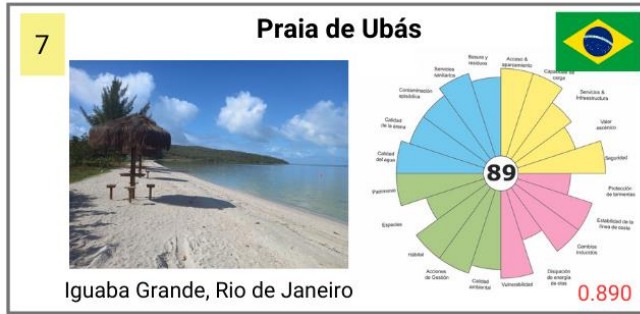 7
Praia de Ubás
Basura y
residuos
Acceso &
aparcamiento
Servicios
sanitarios
Capacidad de
carga
Contaminación
acústica
Servicios &
Infraestructura
Calidad
de la arena
Valor
escénico
Calidad
del agua
Seguridad
89
Patrimonio
Protección
de tormentas
Especies
Estabilidad de la
línea de costa
Hábitat
Cambios
inducidos
Acciones
de Gestión
Disipación
de energía
de olas
Calidad
ambiental
Vulnerabilidad
Iguaba Grande, Rio de Janeiro
0.890